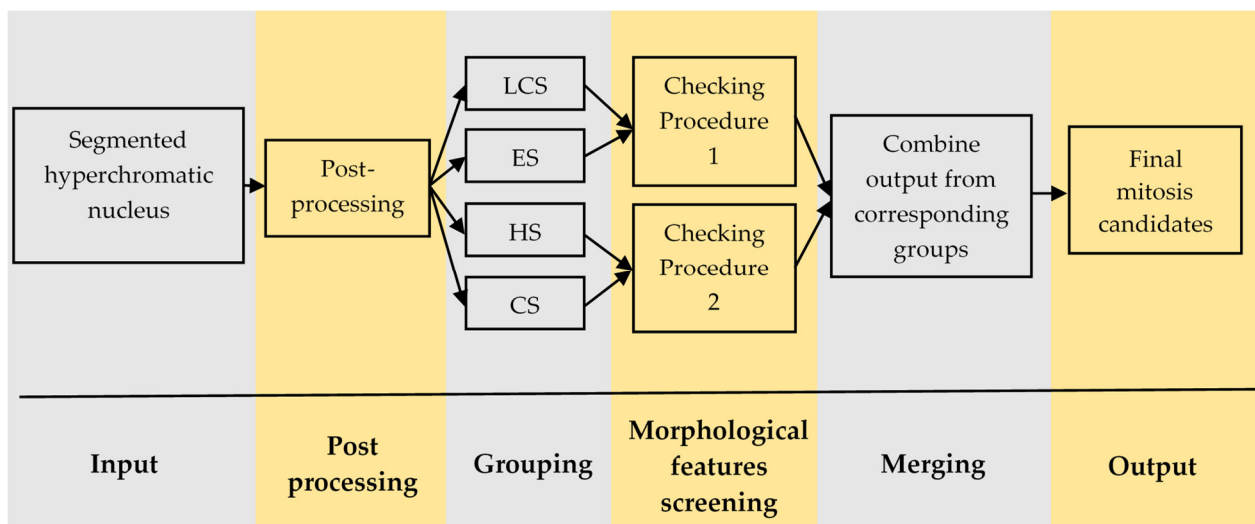 Segmented
hyperchromatic
nucleus
Post-
processing
LCS
ES
HS
CS
Checking
Procedure
1
Checking
Procedure
2
Combine
output from
corresponding
groups
Final
mitosis
candidates
Input
Post
processing
Grouping
Morphological
features
screening
Merging
Output